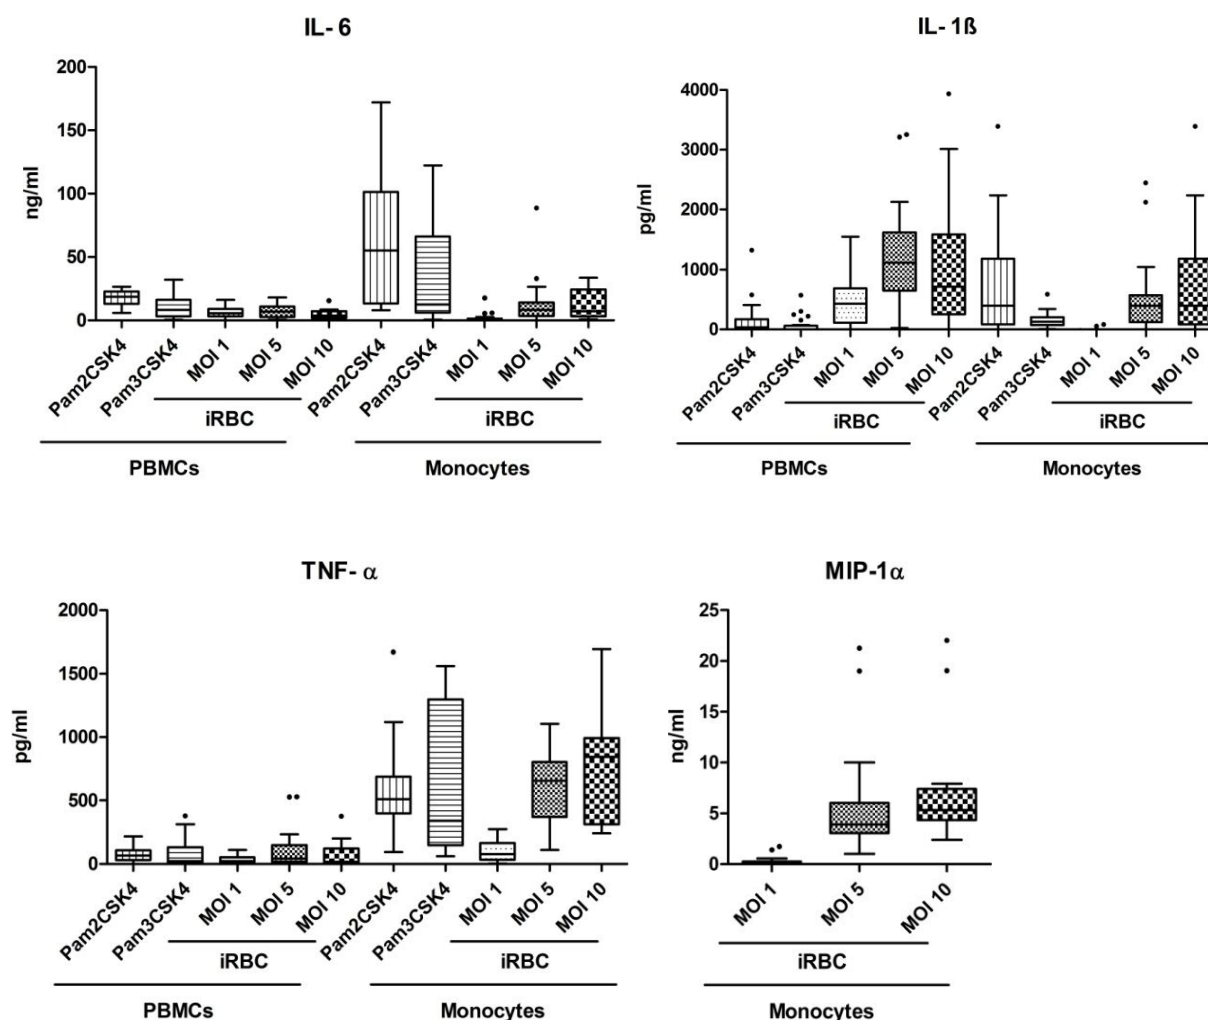 IL- 6
ng/ml
200
150
100
50
0
Pam2CSK4
Pam3CSK4
MOI 1
MOI 5
MOI 10
Pam2CSK4
Pam3CSK4
MOI 1
MOI 5
MOI 10
iRBC
iRBC
PBMCs
Monocytes
IL- 1ß
pg/ml
4000
3000
2000
1000
0
Pam2CSK4
Pam3CSK4
MOI 1
MOI 5
MOI 10
Pam2CSK4
Pam3CSK4
MOI 1
MOI 5
MOI 10
iRBC
iRBC
PBMCs
Monocytes
TNF- α
pg/ml
2000
1500
1000
500
0
Pam2CSK4
Pam3CSK4
MOI 1
MOI 5
MOI 10
Pam2CSK4
Pam3CSK4
MOI 1
MOI 5
MOI 10
iRBC
iRBC
PBMCs
Monocytes
MIP-1α
ng/ml
25
20
15
10
5
0
MOI 1
MOI 5
MOI 10
iRBC
Monocytes